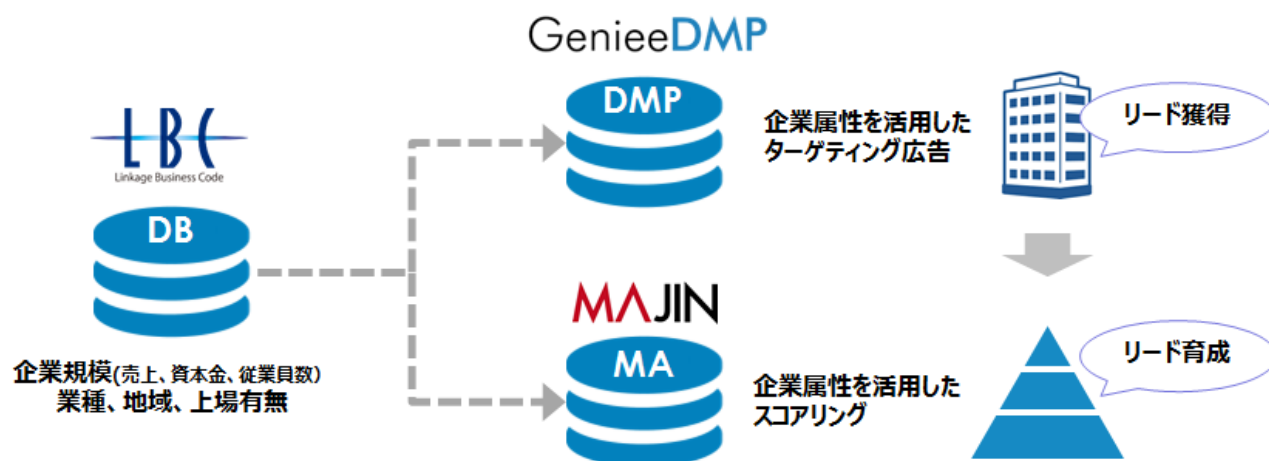 GenieeDMP
DMP
企業属性を活用した
ターゲティング広告
リード獲得
LBC
Linkage Business Code
DB
企業規模(売上、資本金、従業員数)
業種、地域、上場有無
MAJIN
MA
企業属性を活用した
スコアリング
リード育成